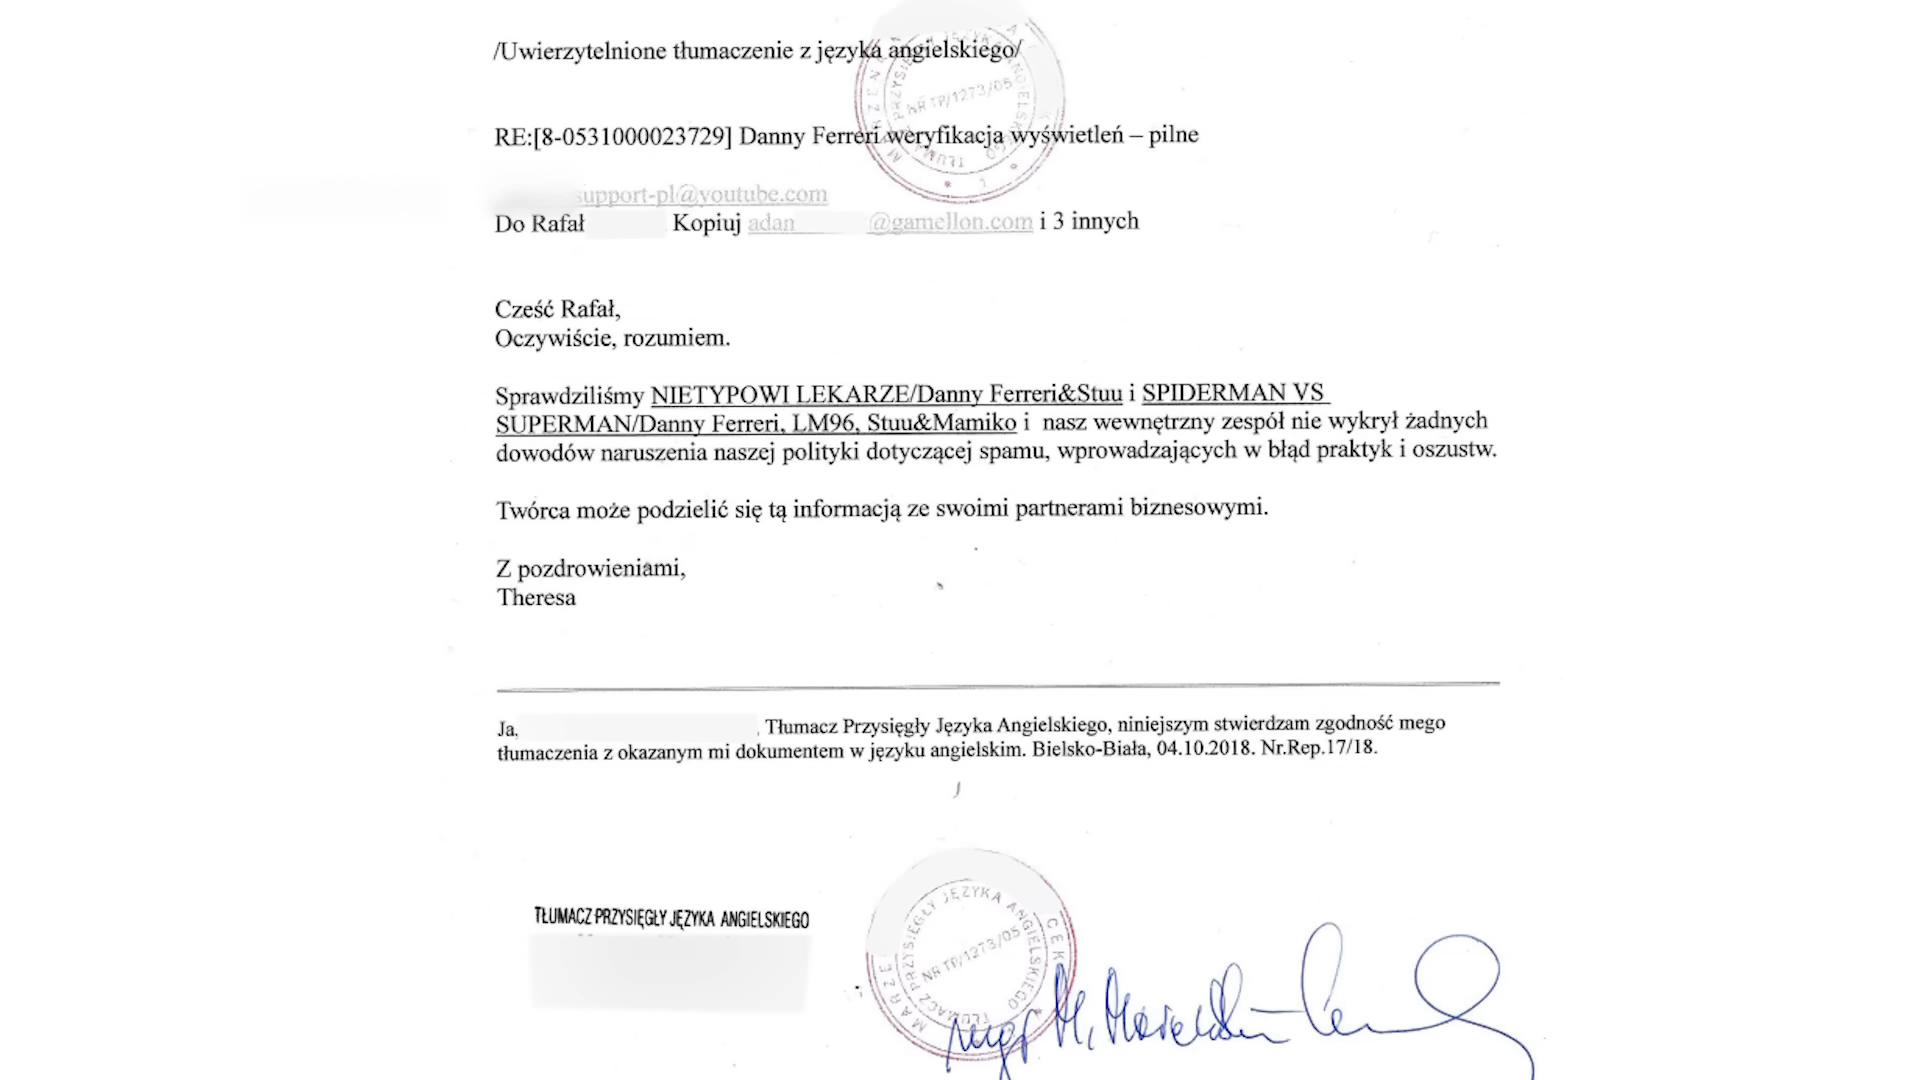 /Uwierzytelnione tłumaczenie z języka angielskiego/
RE:[8-0531000023729] Danny Ferreri weryfikacja wyświetleń – pilne
support-pl@youtube.com
Do Rafał Kopiuj adan @gamellon.com i 3 innych
Cześć Rafał,
Oczywiście, rozumiem.
Sprawdziliśmy NIETYPOWI LEKARZE/Danny Ferreri&Stuu i SPIDERMAN VS
SUPERMAN/Danny Ferreri, LM96, Stuu&Mamiko i nasz wewnętrzny zespół nie wykrył żadnych
dowodów naruszenia naszej polityki dotyczącej spamu, wprowadzających w błąd praktyk i oszustw.
Twórca może podzielić się tą informacją ze swoimi partnerami biznesowymi.
Z pozdrowieniami,
Theresa
Ja, , Tłumacz Przysięgły Języka Angielskiego, niniejszym stwierdzam zgodność mego
tłumaczenia z okazanym mi dokumentem w języku angielskim. Bielsko-Biała, 04.10.2018. Nr.Rep.17/18.
TŁUMACZ PRZYSIĘGŁY JĘZYKA ANGIELSKIEGO
TŁUMACZ PRZYSIĘGŁY JĘZYKA ANGIELSKIEGO
NR TP/1273/05
mgr M.